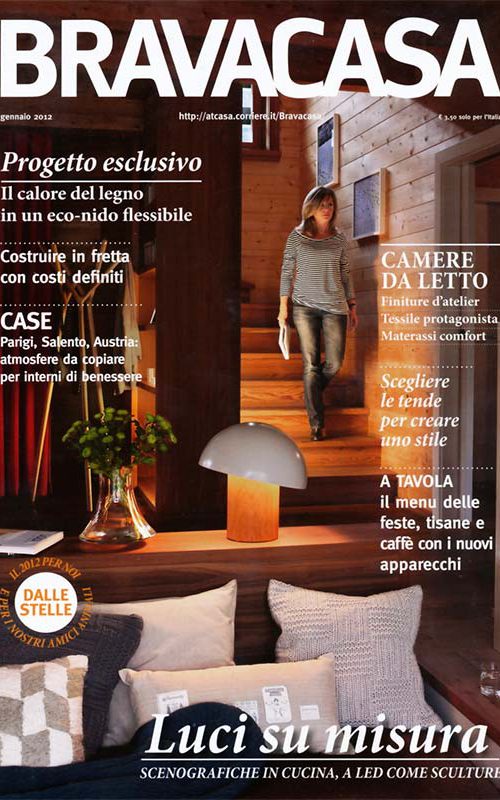 BRAVACASA
gennaio 2012
http://atcasa.corriere.it/Bravacasa
€ 3,50 solo per l'Italia
Progetto esclusivo
Il calore del legno
in un eco-nido flessibile
Costruire in fretta
con costi definiti
CASE
Parigi, Salento, Austria:
atmosfere da copiare
per interni di benessere
CAMERE
DA LETTO
Finiture d'atelier
Tessile protagonista
Materassi comfort
Scegliere
le tende
per creare
uno stile
A TAVOLA
il menu delle
feste, tisane e
caffè con i nuovi
apparecchi
IL 2012 PER NOI
E PER I NOSTRI AMICI ANIMALI
DALLE
STELLE
Luci su misura
SCENOGRAFICHE IN CUCINA, A LED COME SCULTURE